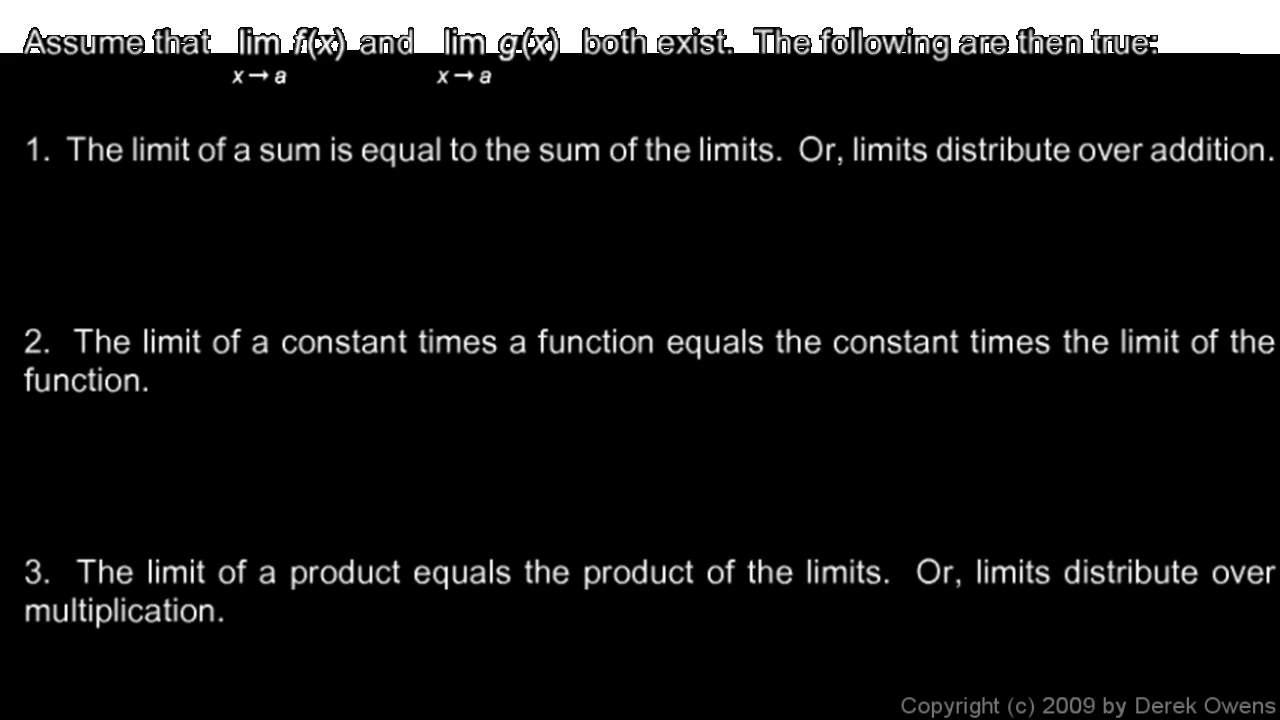 Assume that lim f(x) and lim g(x) both exist. The following are then true:
x→a x→a
1. The limit of a sum is equal to the sum of the limits. Or, limits distribute over addition.
2. The limit of a constant times a function equals the constant times the limit of the
function.
3. The limit of a product equals the product of the limits. Or, limits distribute over
multiplication.
Copyright (c) 2009 by Derek Owens